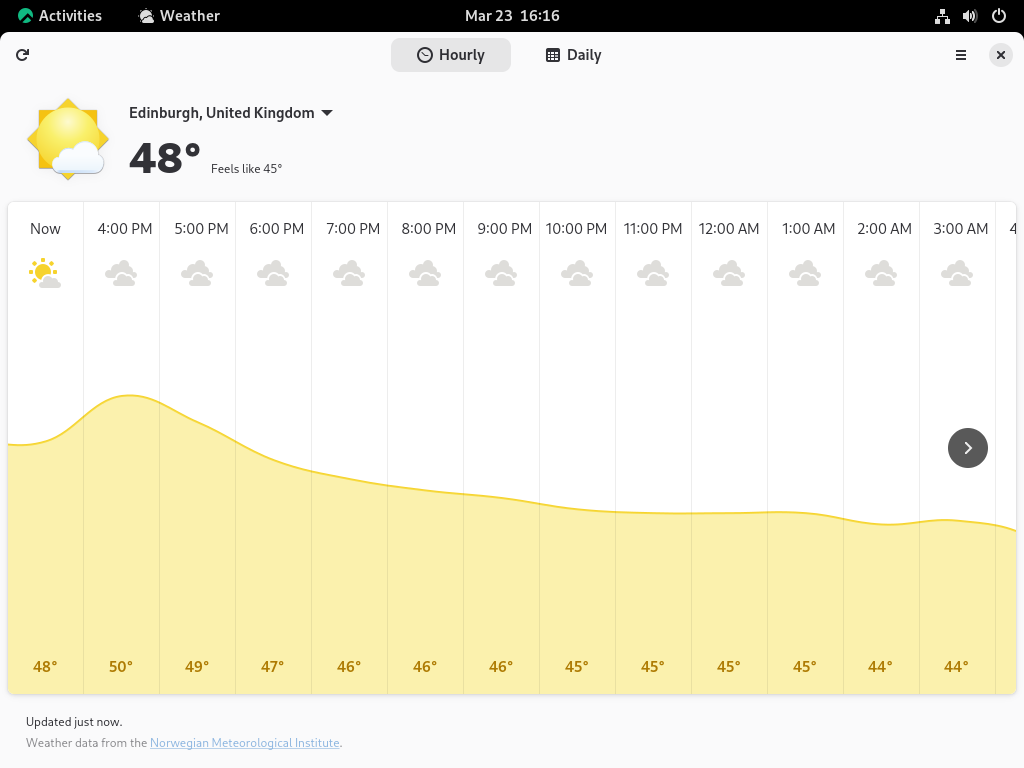 Activities Weather Mar 23 16:16
Hourly Daily
Edinburgh, United Kingdom
48° Feels like 45°
Now 4:00 PM 5:00 PM 6:00 PM 7:00 PM 8:00 PM 9:00 PM 10:00 PM 11:00 PM 12:00 AM 1:00 AM 2:00 AM 3:00 AM 4
48° 50° 49° 47° 46° 46° 46° 45° 45° 45° 45° 44° 44°
Updated just now.
Weather data from the Norwegian Meteorological Institute.